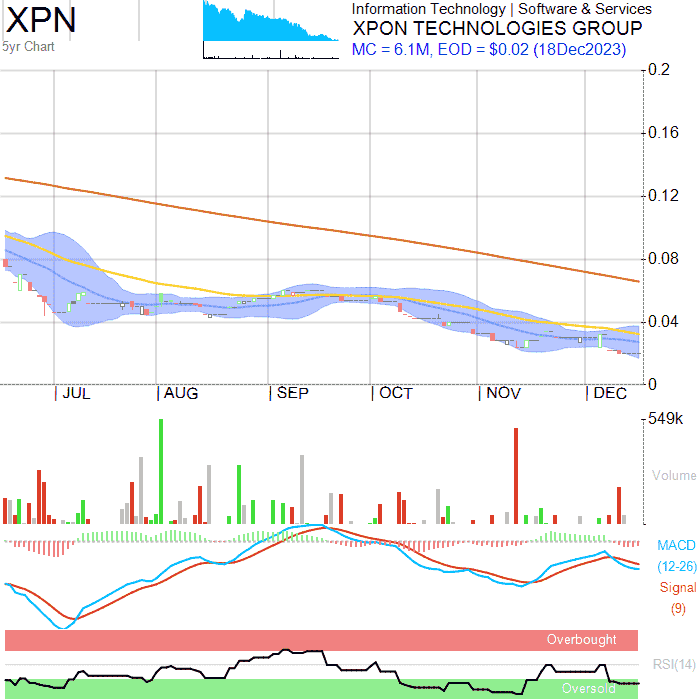 XPN
5yr Chart
Information Technology | Software & Services
XPON TECHNOLOGIES GROUP
MC = 6.1M, EOD = $0.02 (18Dec2023)
0.2
0.16
0.12
0.08
0.04
0
| JUL
| AUG
| SEP
| OCT
| NOV
| DEC
549k
Volume
MACD
(12-26)
Signal
(9)
Overbought
RSI(14)
Oversold